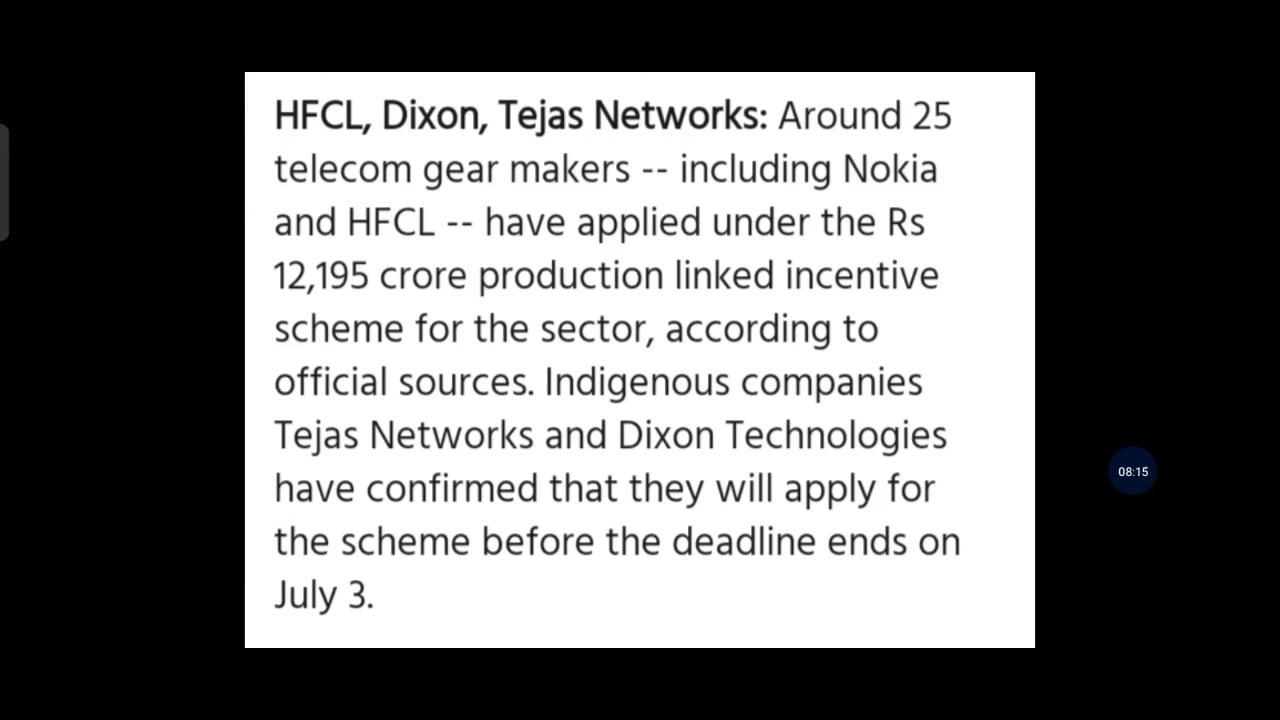 HFCL, Dixon, Tejas Networks: Around 25
telecom gear makers -- including Nokia
and HFCL -- have applied under the Rs
12,195 crore production linked incentive
scheme for the sector, according to
official sources. Indigenous companies
Tejas Networks and Dixon Technologies
have confirmed that they will apply for
the scheme before the deadline ends on
July 3.
08:15